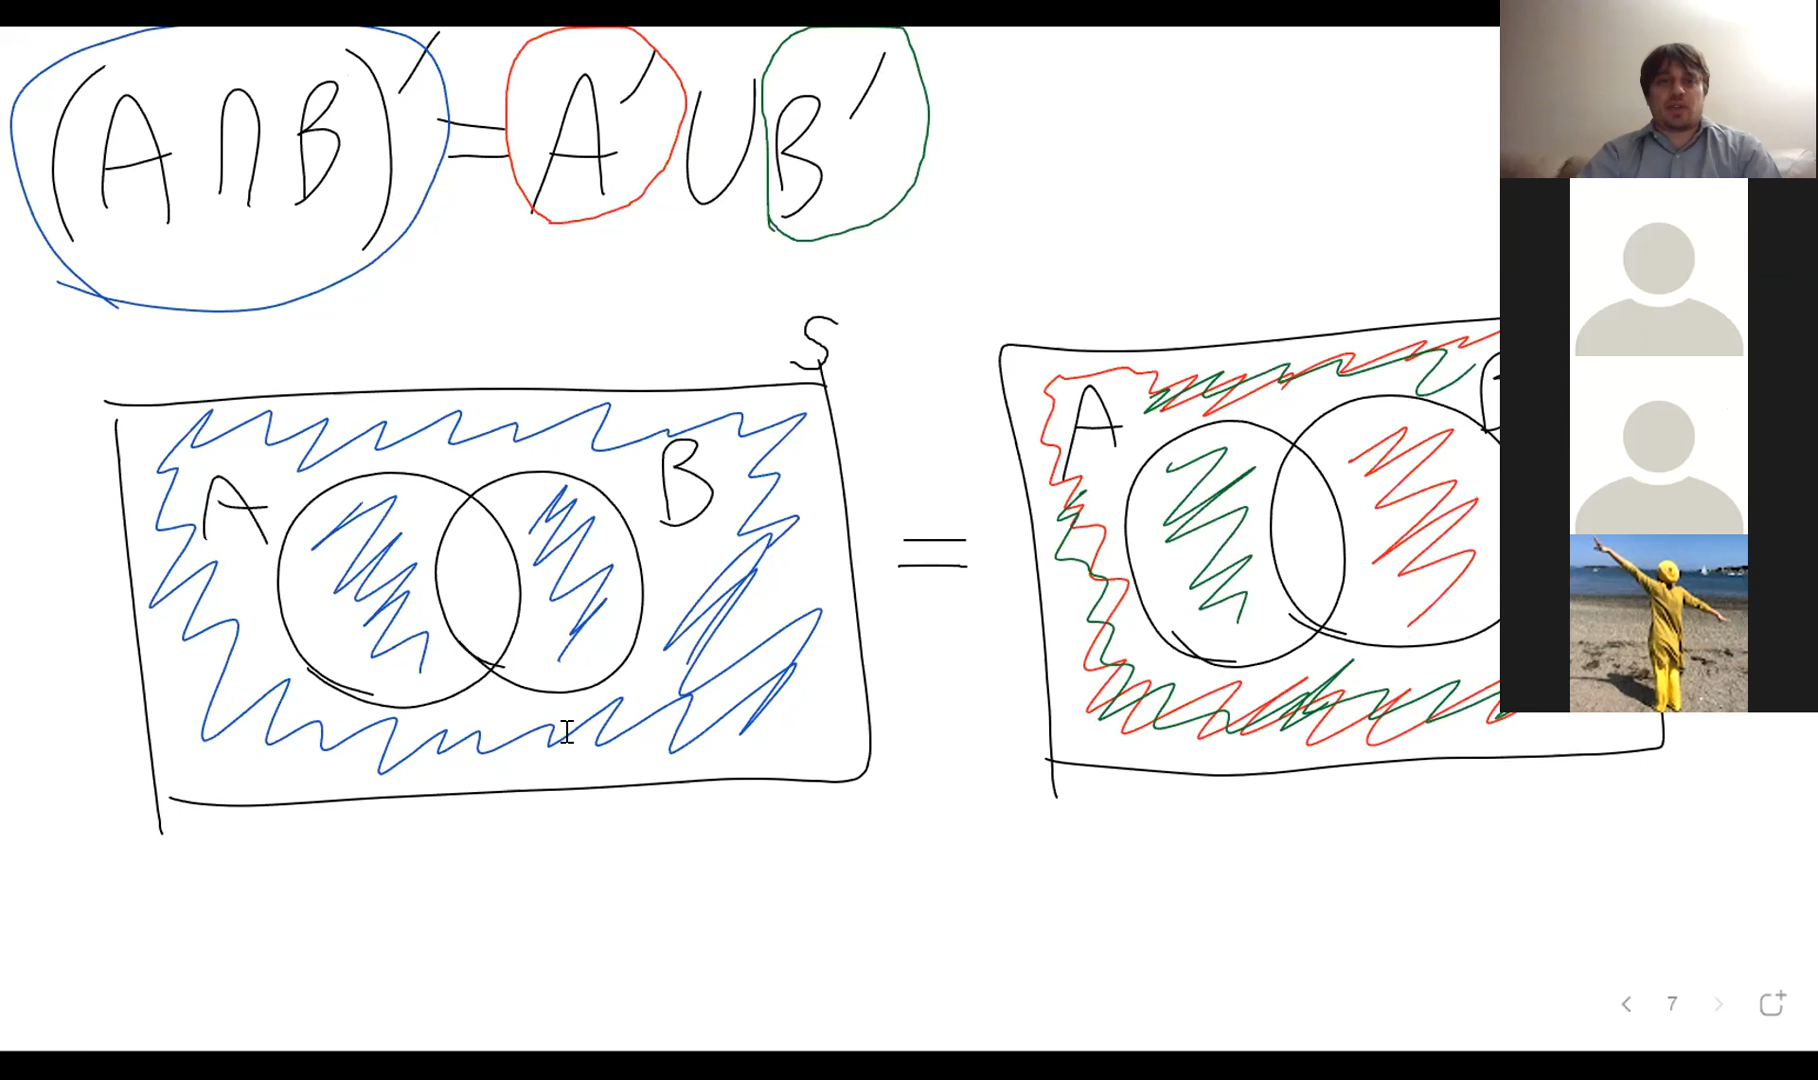 (A ∩ B)′ = A′ ∪ B′
S
A B = A B
7